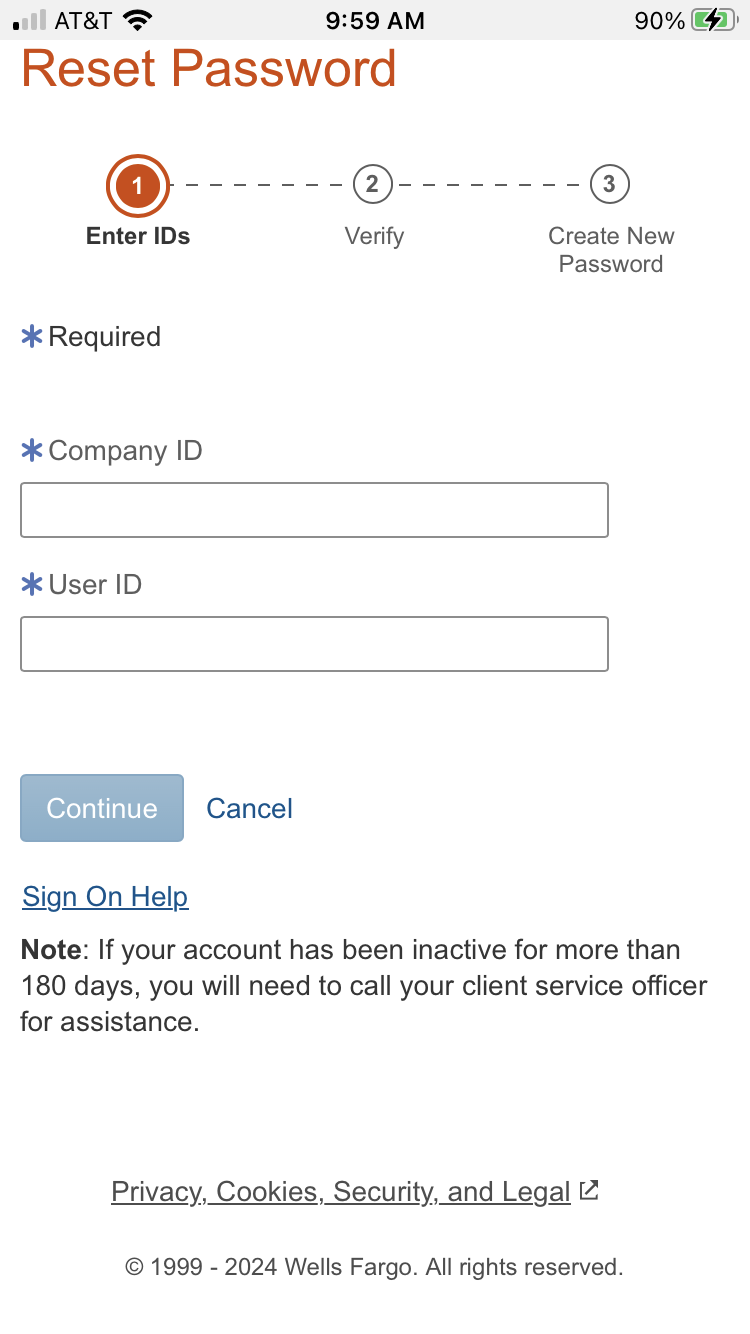 AT&T 9:59 AM 90%
Reset Password
1 2 3
Enter IDs Verify Create New
Password
* Required
* Company ID
* User ID
Continue Cancel
Sign On Help
Note: If your account has been inactive for more than
180 days, you will need to call your client service officer
for assistance.
Privacy, Cookies, Security, and Legal
© 1999 - 2024 Wells Fargo. All rights reserved.